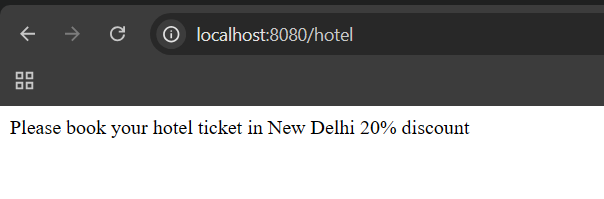 localhost:8080/hotel
Please book your hotel ticket in New Delhi 20% discount